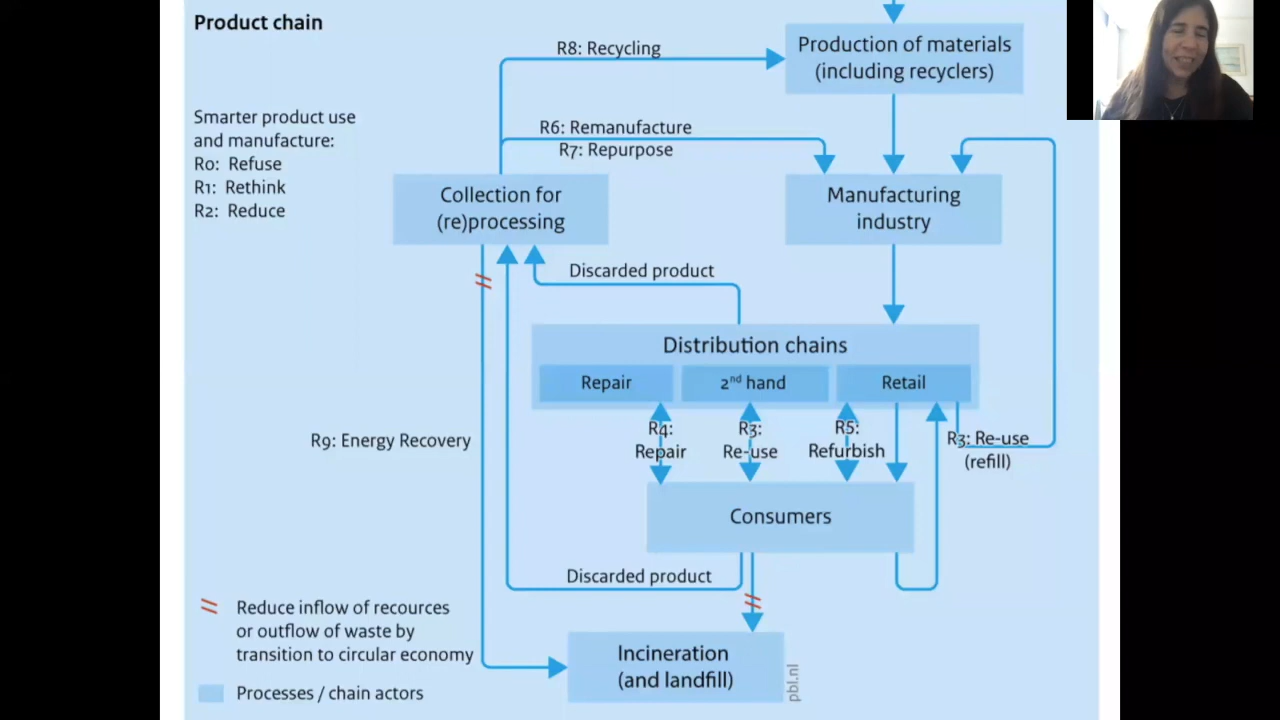 Product chain
R8: Recycling
Production of materials
(including recyclers)
Smarter product use
and manufacture:
R0: Refuse
R1: Rethink
R2: Reduce
R6: Remanufacture
R7: Repurpose
Collection for
(re)processing
Manufacturing
industry
Discarded product
Distribution chains
Repair
2nd hand
Retail
R4:
Repair
R3:
Re-use
R5:
Refurbish
R3: Re-use
(refill)
R9: Energy Recovery
Consumers
Discarded product
Reduce inflow of recources
or outflow of waste by
transition to circular economy
Processes / chain actors
Incineration
(and landfill)
pbl.nl